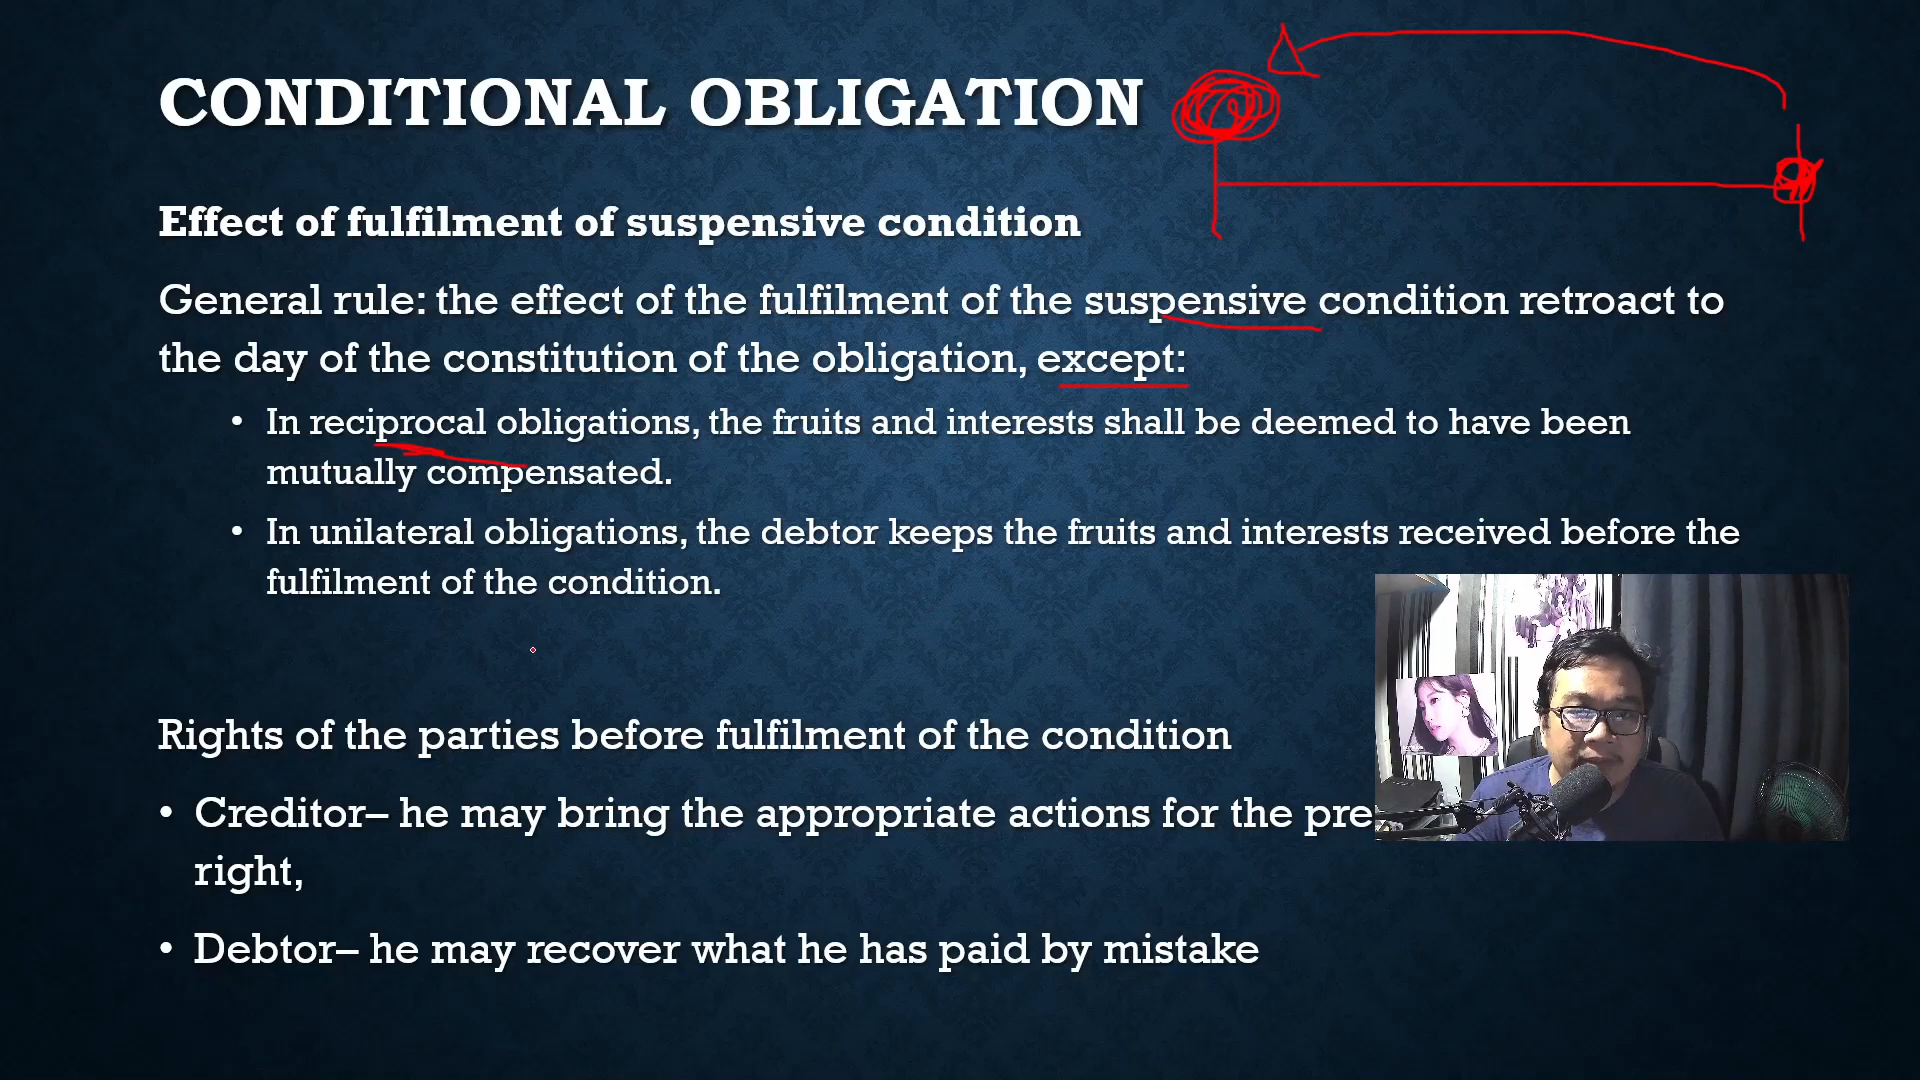 CONDITIONAL OBLIGATION
Effect of fulfilment of suspensive condition
General rule: the effect of the fulfilment of the suspensive condition retroact to
the day of the constitution of the obligation, except:
• In reciprocal obligations, the fruits and interests shall be deemed to have been
mutually compensated.
• In unilateral obligations, the debtor keeps the fruits and interests received before the
fulfilment of the condition.
Rights of the parties before fulfilment of the condition
• Creditor– he may bring the appropriate actions for the pre
right,
• Debtor– he may recover what he has paid by mistake